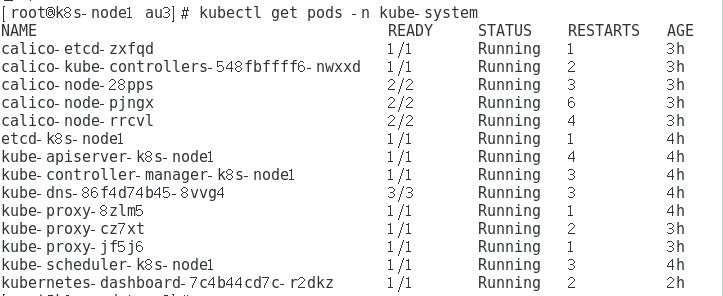 [root@k8s-node1 au3]# kubectl get pods -n kube-system
NAME READY STATUS RESTARTS AGE
calico-etcd-zxfqd 1/1 Running 1 3h
calico-kube-controllers-548fbffff6-nwxxd 1/1 Running 2 3h
calico-node-28pps 2/2 Running 3 3h
calico-node-pjngx 2/2 Running 6 3h
calico-node-rrcvl 2/2 Running 4 3h
etcd-k8s-node1 1/1 Running 1 4h
kube-apiserver-k8s-node1 1/1 Running 4 4h
kube-controller-manager-k8s-node1 1/1 Running 3 4h
kube-dns-86f4d74b45-8vvg4 3/3 Running 3 4h
kube-proxy-8zlm5 1/1 Running 1 4h
kube-proxy-cz7xt 1/1 Running 2 3h
kube-proxy-jf5j6 1/1 Running 1 3h
kube-scheduler-k8s-node1 1/1 Running 3 4h
kubernetes-dashboard-7c4b44cd7c-r2dkz 1/1 Running 2 2h